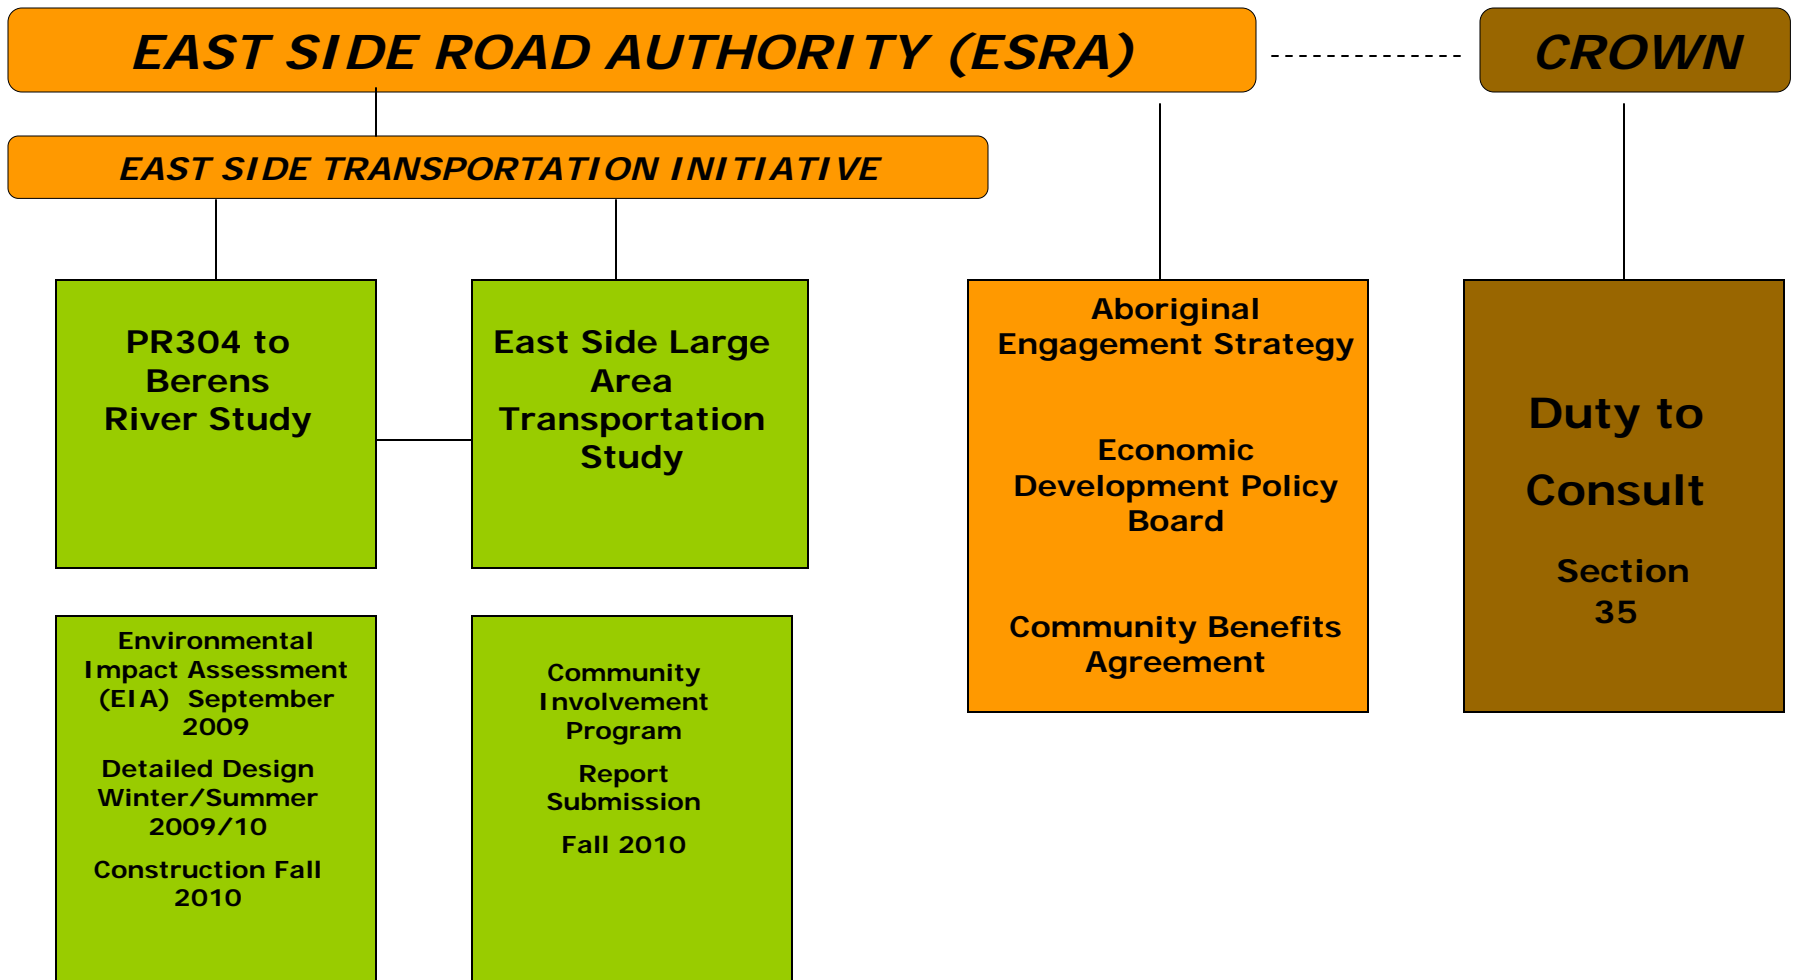 EAST SIDE ROAD AUTHORITY (ESRA)
CROWN
EAST SIDE TRANSPORTATION INITIATIVE
PR304 to
Berens
River Study
East Side Large
Area
Transportation
Study
Aboriginal
Engagement Strategy
Economic
Development Policy
Board
Community Benefits
Agreement
Duty to
Consult
Section
35
Environmental
Impact Assessment
(EIA) September
2009
Detailed Design
Winter/Summer
2009/10
Construction Fall
2010
Community
Involvement
Program
Report
Submission
Fall 2010